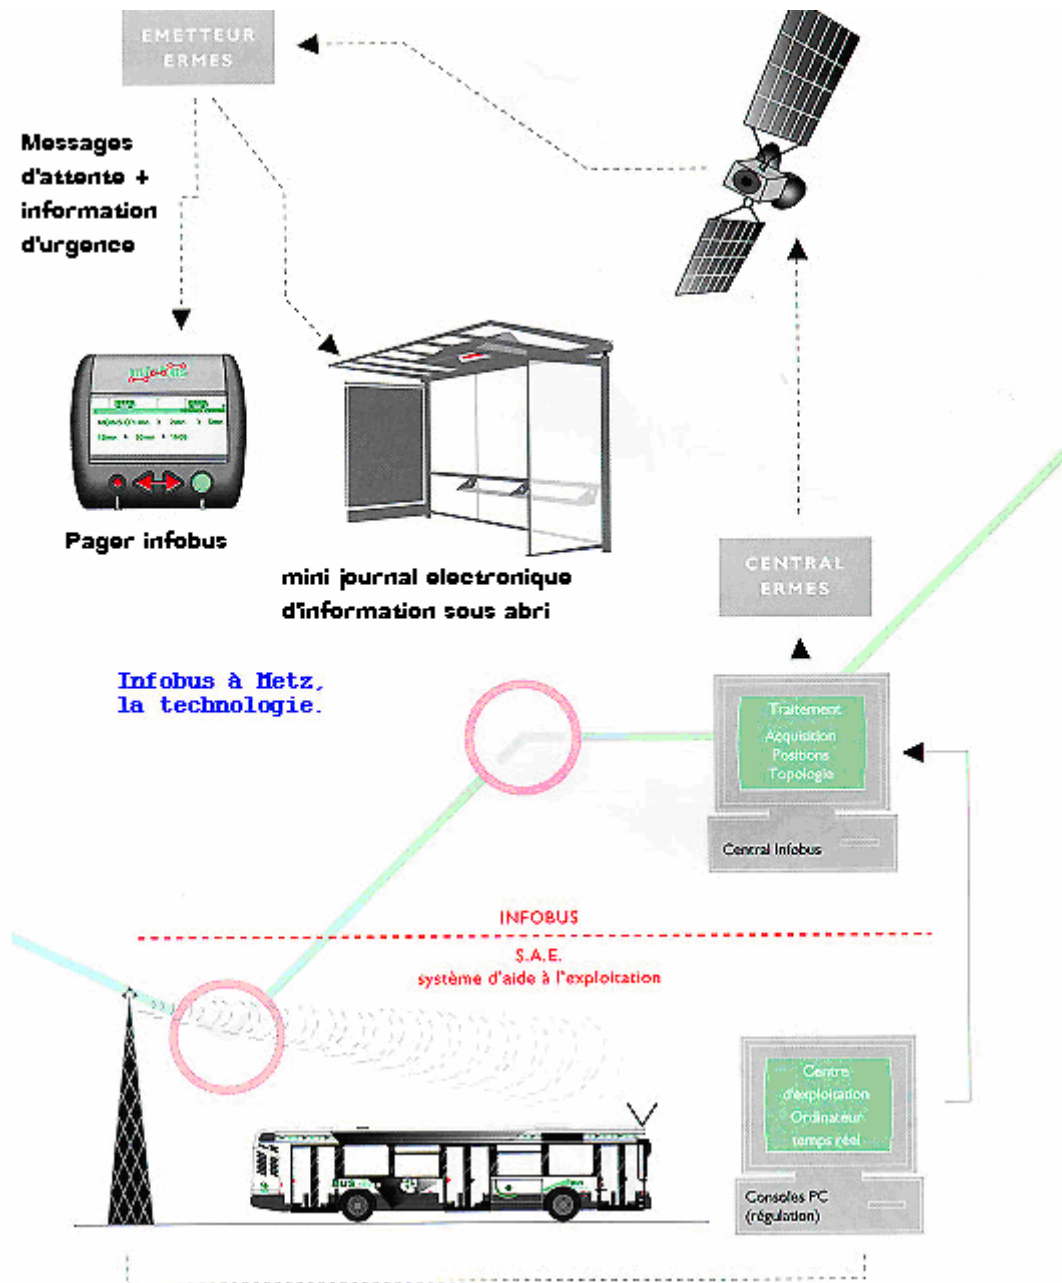 EMETTEUR
ERMES
Messages
d'attente +
information
d'urgence
infobus
Pager infobus
mini journal electronique
d'information sous abri
CENTRAL
ERMES
Infobus à Metz,
la technologie.
Traitement
Acquisition
Positions
Topologie
Central Infobus
INFOBUS
S.A.E.
système d'aide à l'exploitation
Centre
d'exploitation
Ordinateur
temps réel
BUS
Consoles PC
(régulation)